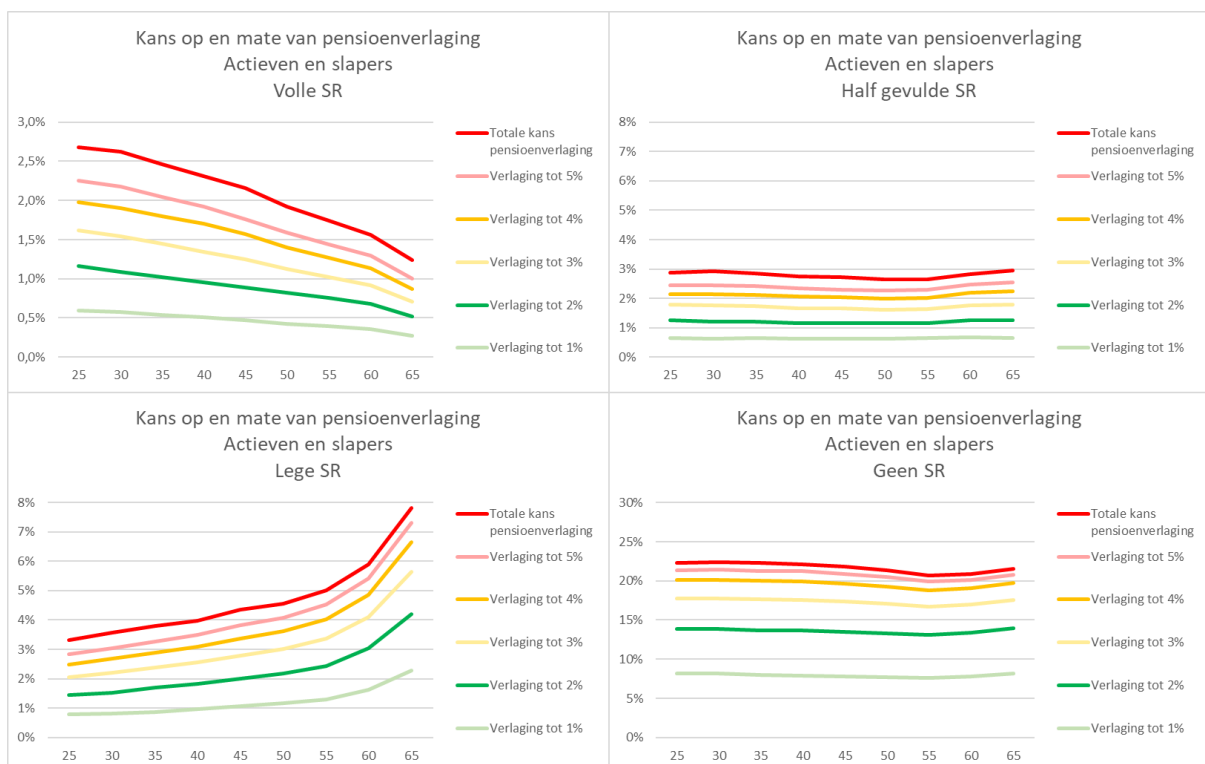 Kans op en mate van pensioenverlaging
Actieven en slapers
Volle SR
3,0%
2,5%
2,0%
1,5%
1,0%
0,5%
0,0%
25 30 35 40 45 50 55 60 65
Totale kans
pensioenverlaging
Verlaging tot 5%
Verlaging tot 4%
Verlaging tot 3%
Verlaging tot 2%
Verlaging tot 1%
Kans op en mate van pensioenverlaging
Actieven en slapers
Half gevulde SR
8%
7%
6%
5%
4%
3%
2%
1%
0%
25 30 35 40 45 50 55 60 65
Totale kans
pensioenverlaging
Verlaging tot 5%
Verlaging tot 4%
Verlaging tot 3%
Verlaging tot 2%
Verlaging tot 1%
Kans op en mate van pensioenverlaging
Actieven en slapers
Lege SR
8%
7%
6%
5%
4%
3%
2%
1%
0%
25 30 35 40 45 50 55 60 65
Totale kans
pensioenverlaging
Verlaging tot 5%
Verlaging tot 4%
Verlaging tot 3%
Verlaging tot 2%
Verlaging tot 1%
Kans op en mate van pensioenverlaging
Actieven en slapers
Geen SR
30%
25%
20%
15%
10%
5%
0%
25 30 35 40 45 50 55 60 65
Totale kans
pensioenverlaging
Verlaging tot 5%
Verlaging tot 4%
Verlaging tot 3%
Verlaging tot 2%
Verlaging tot 1%